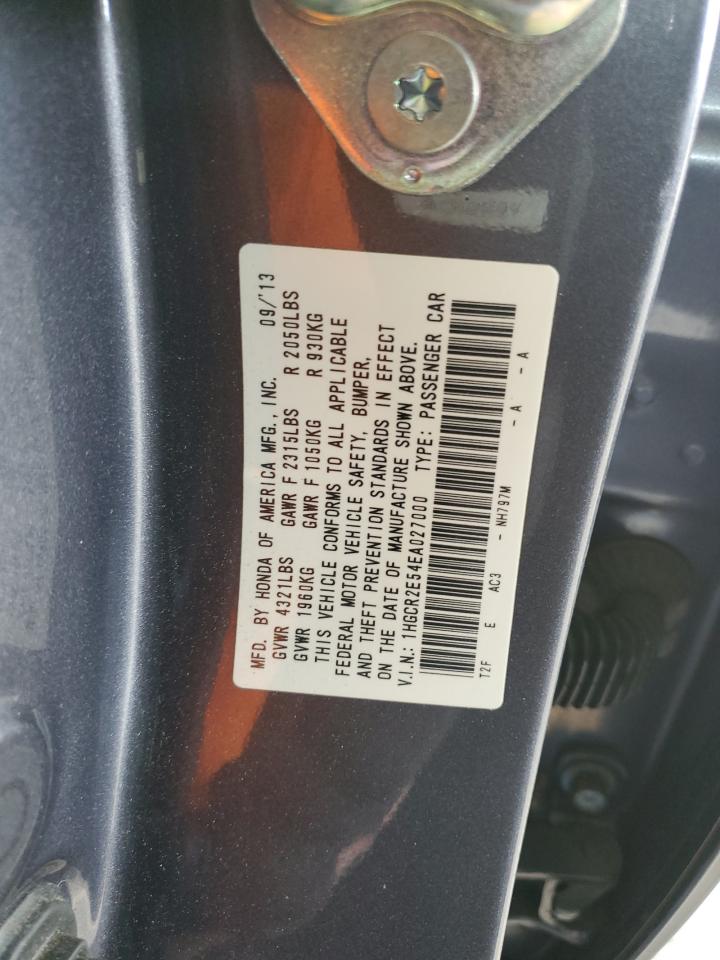 MFD. BY HONDA OF AMERICA MFG., INC. 09/'13
GVWR 4321LBS GAWR F 2315LBS R 2050LBS
GVWR 1960KG GAWR F 1050KG R 930KG
THIS VEHICLE CONFORMS TO ALL APPLICABLE
FEDERAL MOTOR VEHICLE SAFETY, BUMPER,
AND THEFT PREVENTION STANDARDS IN EFFECT
ON THE DATE OF MANUFACTURE SHOWN ABOVE.
V.I.N.: 1HGCR2E54EA027000 TYPE: PASSENGER CAR
T2F E AC3 - NH797M - A - A